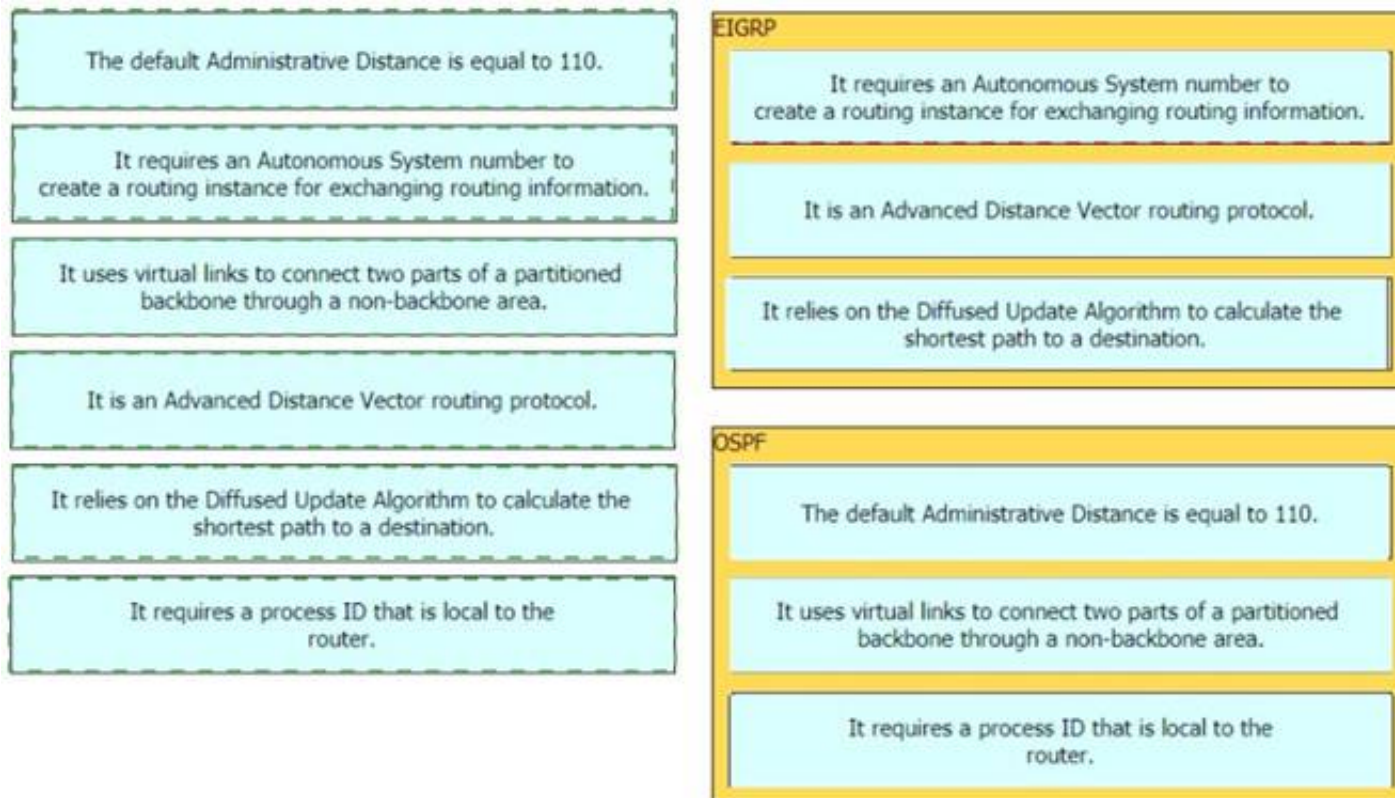 The default Administrative Distance is equal to 110.
It requires an Autonomous System number to
create a routing instance for exchanging routing information.
It uses virtual links to connect two parts of a partitioned
backbone through a non-backbone area.
It is an Advanced Distance Vector routing protocol.
It relies on the Diffused Update Algorithm to calculate the
shortest path to a destination.
It requires a process ID that is local to the
router.
EIGRP
It requires an Autonomous System number to
create a routing instance for exchanging routing information.
It is an Advanced Distance Vector routing protocol.
It relies on the Diffused Update Algorithm to calculate the
shortest path to a destination.
OSPF
The default Administrative Distance is equal to 110.
It uses virtual links to connect two parts of a partitioned
backbone through a non-backbone area.
It requires a process ID that is local to the
router.